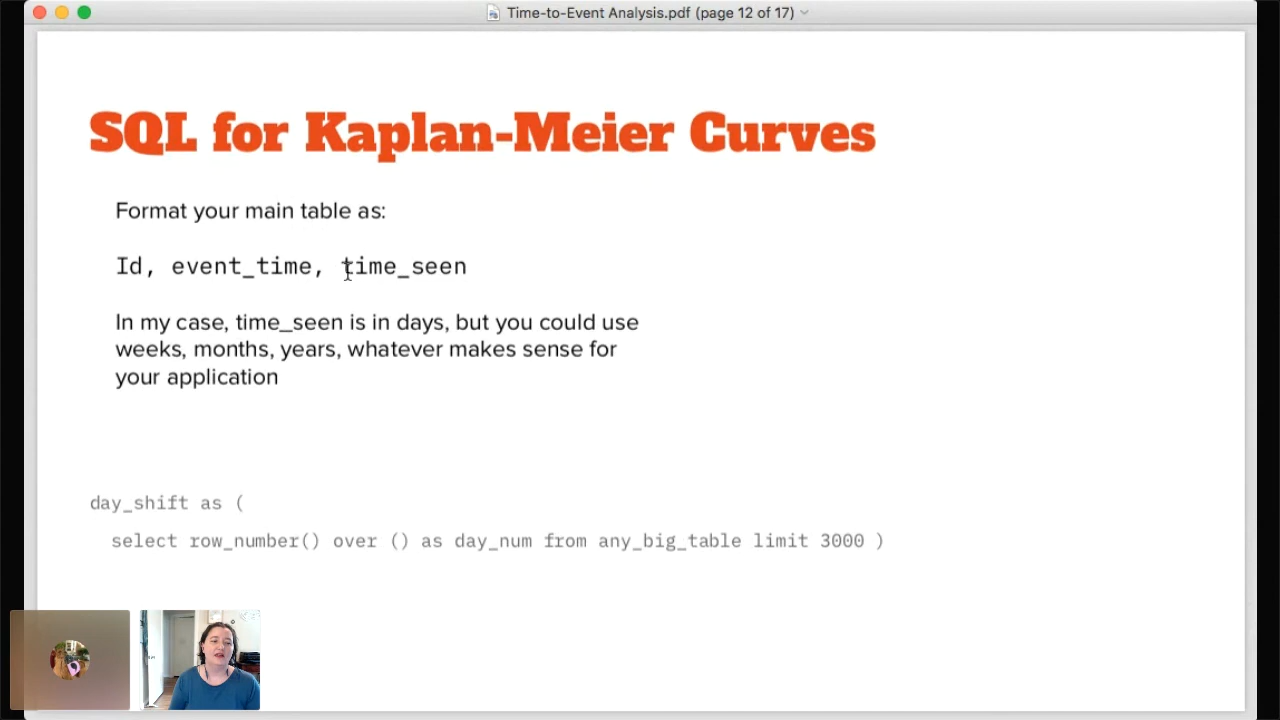 Time-to-Event Analysis.pdf (page 12 of 17)
SQL for Kaplan-Meier Curves
Format your main table as:
Id, event_time, time_seen
In my case, time_seen is in days, but you could use
weeks, months, years, whatever makes sense for
your application
day_shift as (
select row_number() over () as day_num from any_big_table limit 3000 )